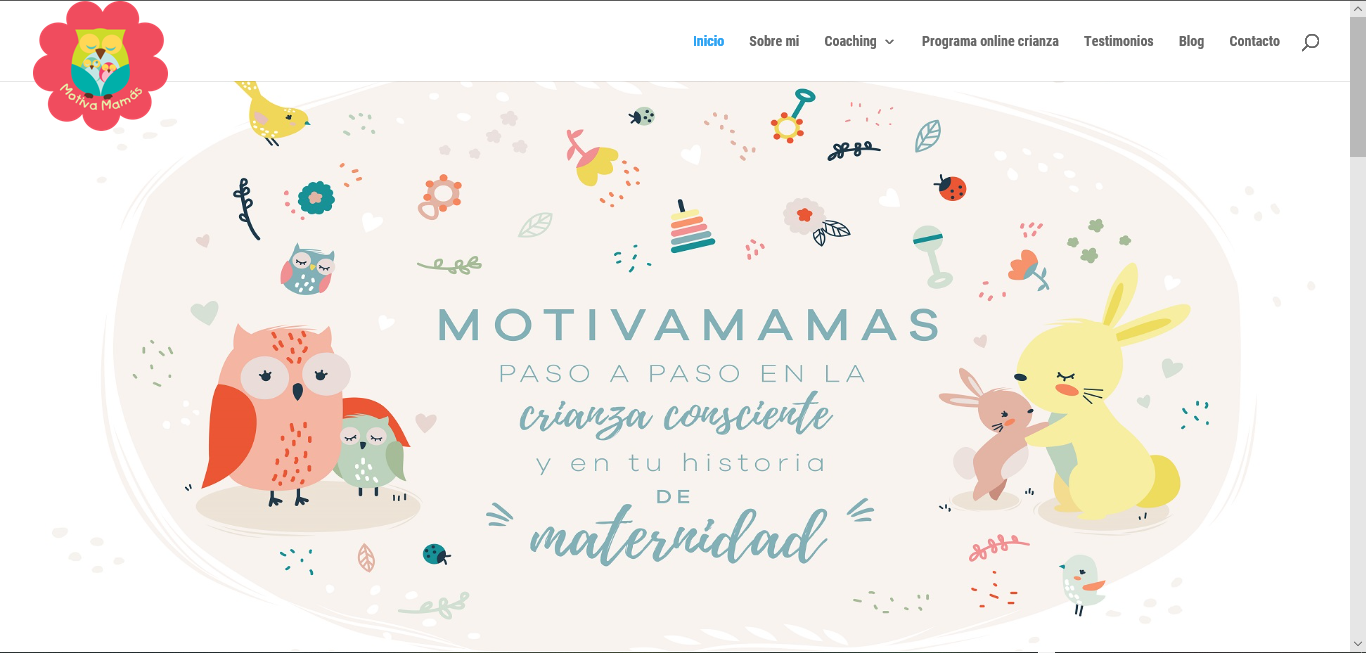 Motiva Mamás
Inicio Sobre mi Coaching Programa online crianza Testimonios Blog Contacto
MOTIVAMAMAS
PASO A PASO EN LA
crianza consciente
y en tu historia
DE
maternidad